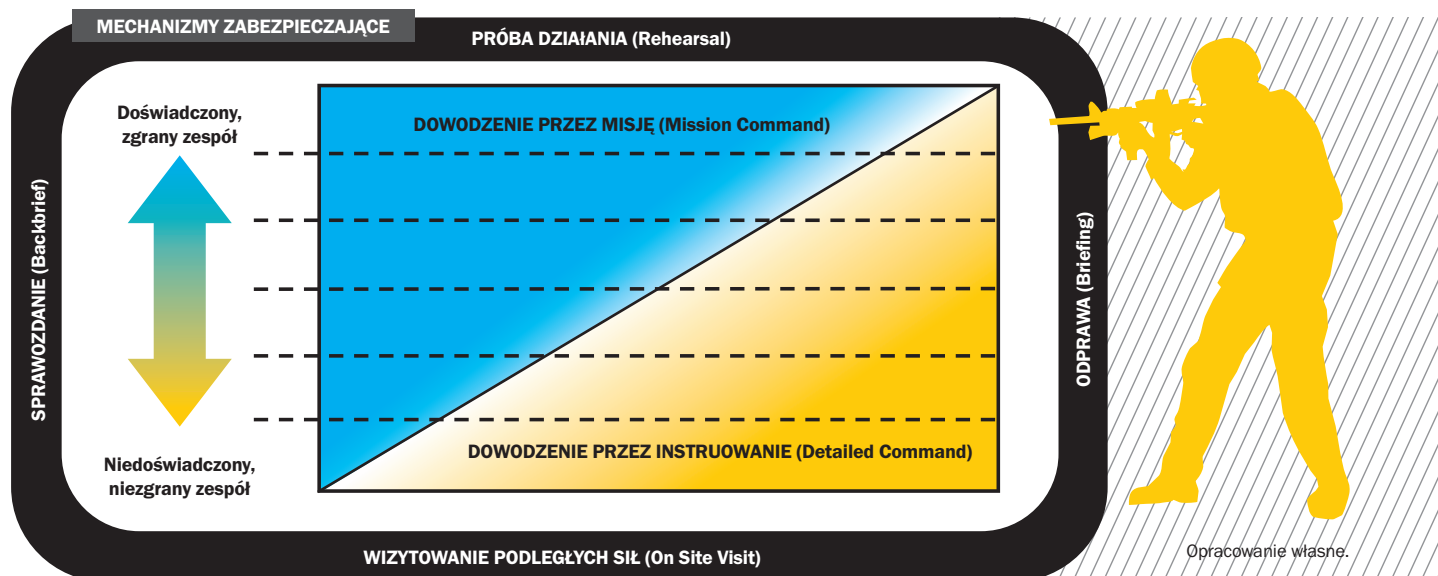 MECHANIZMY ZABEZPIECZAJĄCE
PRÓBA DZIAŁANIA (Rehearsal)
Doświadczony,
zgrany zespół
DOWODZENIE PRZEZ MISJĘ (Mission Command)
SPRAWOZDANIE (Backbrief)
ODPRAWA (Briefing)
DOWODZENIE PRZEZ INSTRUOWANIE (Detailed Command)
Niedoświadczony,
niezgrany zespół
WIZYTOWANIE PODLEGŁYCH SIŁ (On Site Visit)
Opracowanie własne.